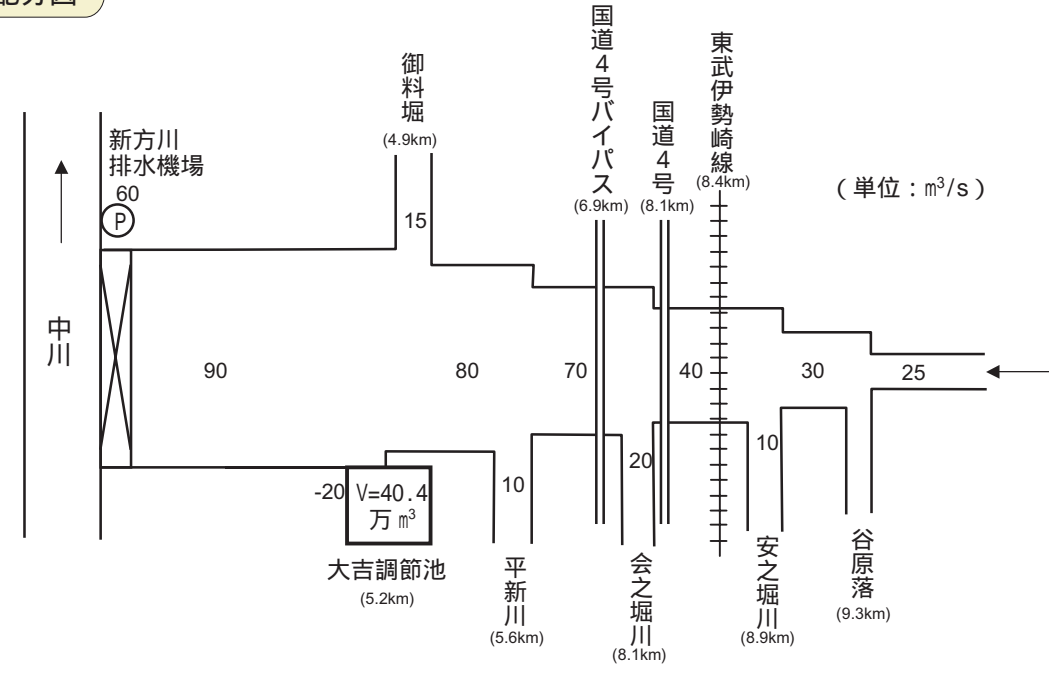 国道4号バイパス
(6.9km)
御料堀
(4.9km)
国道4号
(8.1km)
東武伊勢崎線
(8.4km)
新方川
排水機場
60
P
(単位:m³/s)
15
中川
90
80
70
40
30
25
-20
V=40.4
万m³
10
20
10
大吉調節池
(5.2km)
平新川
(5.6km)
会之堀川
(8.1km)
安之堀川
(8.9km)
谷原落
(9.3km)